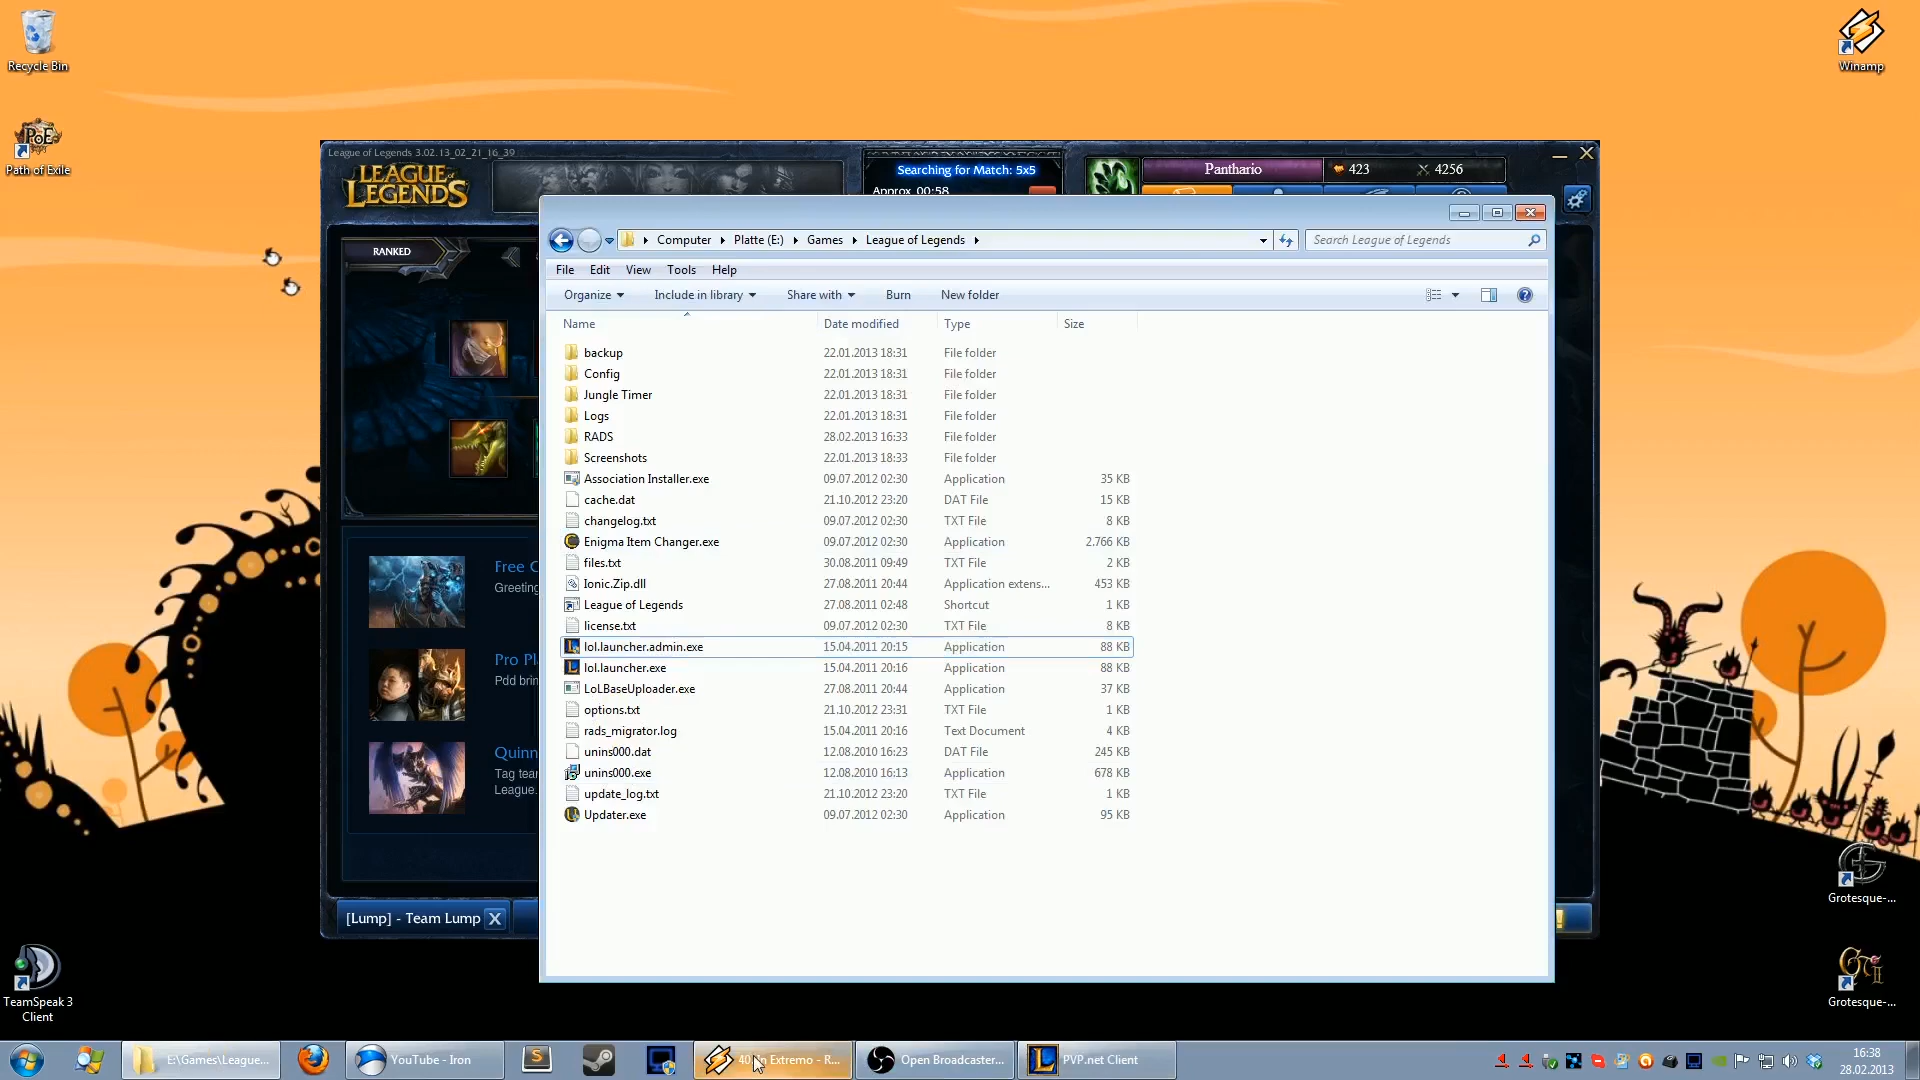 Recycle Bin
Winamp
Path of Exile
League of Legends 3.02.13_02_21_16_39
LEAGUE of LEGENDS
Searching for Match: 5x5
Approx. 00:58
Panthario
423
4256
RANKED
Computer
Platte (E:)
Games
League of Legends
Search League of Legends
File
Edit
View
Tools
Help
Organize
Include in library
Share with
Burn
New folder
Name
Date modified
Type
Size
backup 22.01.2013 18:31 File folder
Config 22.01.2013 18:31 File folder
Jungle Timer 22.01.2013 18:31 File folder
Logs 22.01.2013 18:31 File folder
RADS 28.02.2013 16:33 File folder
Screenshots 22.01.2013 18:33 File folder
Association Installer.exe 09.07.2012 02:30 Application 35 KB
cache.dat 21.10.2012 23:20 DAT File 15 KB
changelog.txt 09.07.2012 02:30 TXT File 8 KB
Enigma Item Changer.exe 09.07.2012 02:30 Application 2.766 KB
files.txt 30.08.2011 09:49 TXT File 2 KB
Ionic.Zip.dll 27.08.2011 20:44 Application extens... 453 KB
League of Legends 27.08.2011 02:48 Shortcut 1 KB
license.txt 09.07.2012 02:30 TXT File 8 KB
lol.launcher.admin.exe 15.04.2011 20:15 Application 88 KB
lol.launcher.exe 15.04.2011 20:16 Application 88 KB
LoLBaseUploader.exe 27.08.2011 20:44 Application 37 KB
options.txt 21.10.2012 23:31 TXT File 1 KB
rads_migrator.log 15.04.2011 20:16 Text Document 4 KB
unins000.dat 12.08.2010 16:23 DAT File 245 KB
unins000.exe 12.08.2010 16:13 Application 678 KB
update_log.txt 21.10.2012 23:20 TXT File 1 KB
Updater.exe 09.07.2012 02:30 Application 95 KB
Free C
Greeting
Pro Pl
Pdd brin
Quinn
Tag tea
League.
[Lump] - Team Lump X
TeamSpeak 3
Client
Grotesque-...
Grotesque-...
E:\Games\League...
YouTube - Iron
Extremo - R...
Open Broadcaster...
PVP.net Client
16:38
28.02.2013